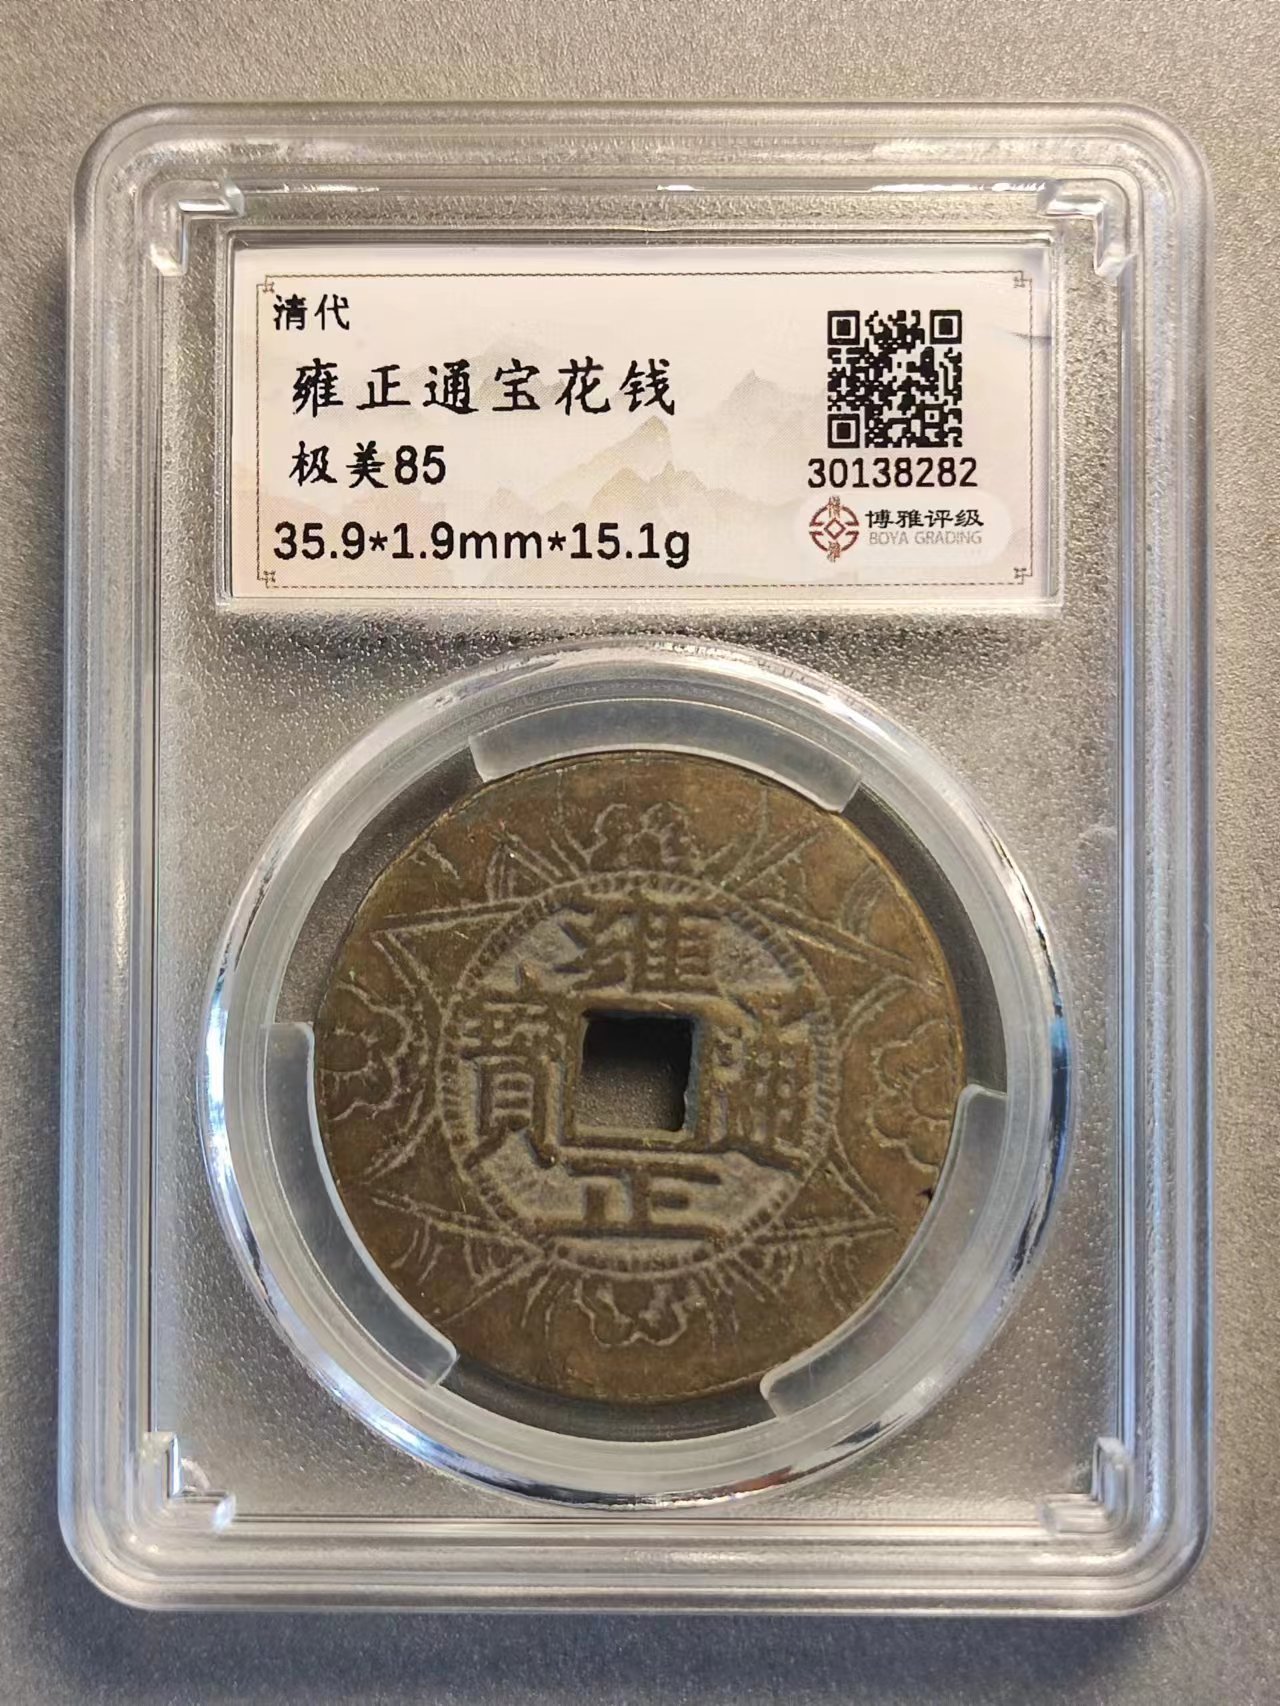 清代
雍正通宝花钱
极美85
35.9*1.9mm*15.1g
30138282
博雅评级
BOYA GRADING
雍
寶 通
正